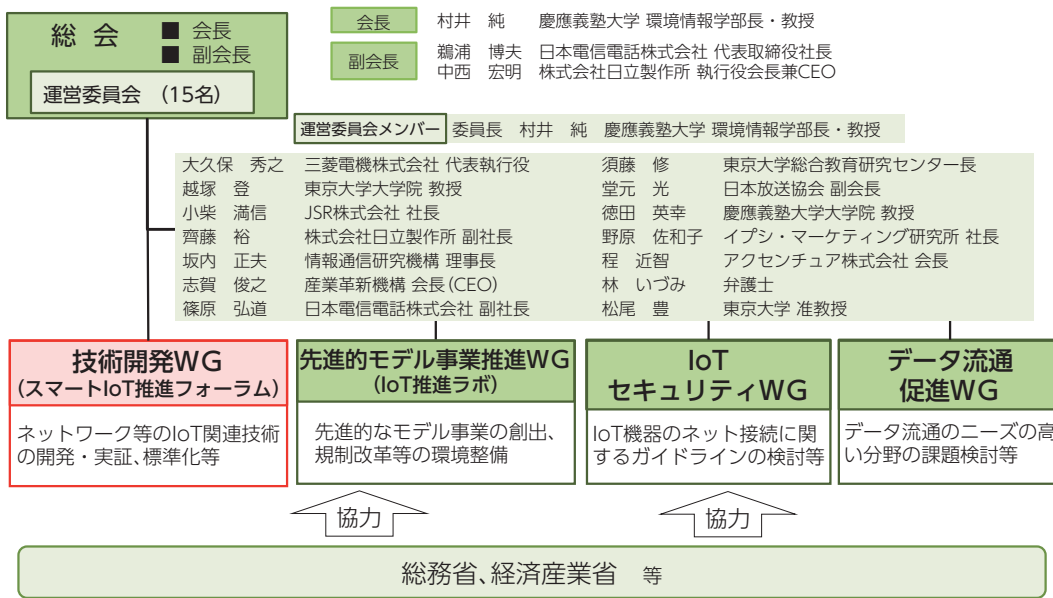 総 会
■ 会長
■ 副会長
運営委員会 (15名)
会長 村井 純 慶應義塾大学 環境情報学部長・教授
副会長 鵜浦 博夫 日本電信電話株式会社 代表取締役社長
中西 宏明 株式会社日立製作所 執行役会長兼CEO
運営委員会メンバー 委員長 村井 純 慶應義塾大学 環境情報学部長・教授
大久保 秀之 三菱電機株式会社 代表執行役
越塚 登 東京大学大学院 教授
小柴 満信 JSR株式会社 社長
齊藤 裕 株式会社日立製作所 副社長
坂内 正夫 情報通信研究機構 理事長
志賀 俊之 産業革新機構 会長(CEO)
篠原 弘道 日本電信電話株式会社 副社長
須藤 修 東京大学総合教育研究センター長
堂元 光 日本放送協会 副会長
徳田 英幸 慶應義塾大学大学院 教授
野原 佐和子 イプシ・マーケティング研究所 社長
程 近智 アクセンチュア株式会社 会長
林 いづみ 弁護士
松尾 豊 東京大学 准教授
技術開発WG
(スマートIoT推進フォーラム)
ネットワーク等のIoT関連技術
の開発・実証、標準化等
先進的モデル事業推進WG
(IoT推進ラボ)
先進的なモデル事業の創出、
規制改革等の環境整備
IoT
セキュリティWG
IoT機器のネット接続に関
するガイドラインの検討等
データ流通
促進WG
データ流通のニーズの高
い分野の課題検討等
協力
協力
総務省、経済産業省 等